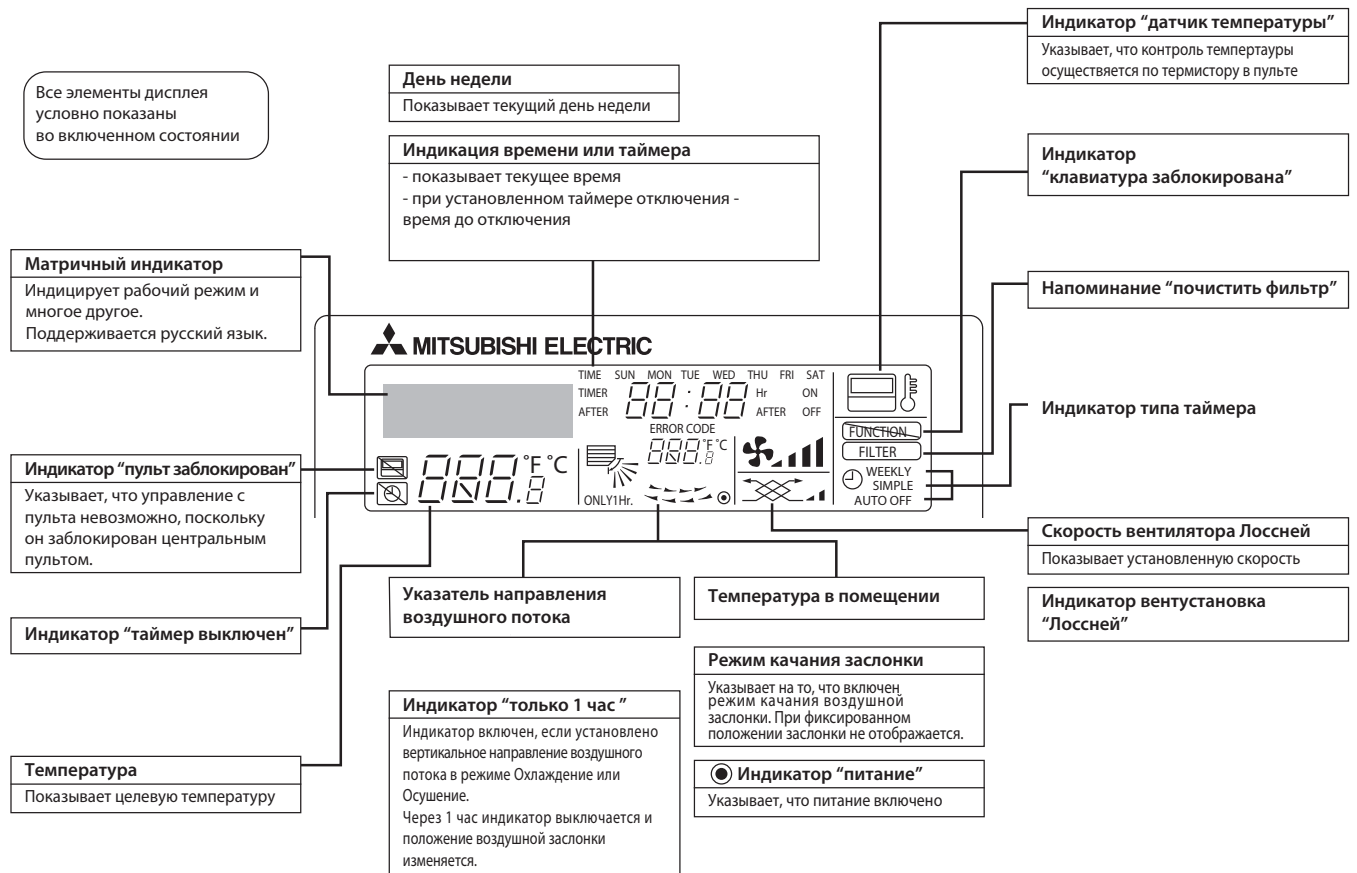 Все элементы дисплея
условно показаны
во включенном состоянии
День недели
Показывает текущий день недели
Индикация времени или таймера
- показывает текущее время
- при установленном таймере отключения -
время до отключения
Индикатор “датчик температуры”
Указывает, что контроль темпертауры
осуществяется по термистору в пульте
Индикатор
“клавиатура заблокирована”
Напоминание “почистить фильтр”
Индикатор типа таймера
Скорость вентилятора Лоссней
Показывает установленную скорость
Индикатор вентустановка
“Лоссней”
Матричный индикатор
Индицирует рабочий режим и
многое другое.
Поддерживается русский язык.
Индикатор “пульт заблокирован”
Указывает, что управление с
пульта невозможно, поскольку
он заблокирован центральным
пультом.
Индикатор “таймер выключен”
Температура
Показывает целевую температуру
MITSUBISHI ELECTRIC
TIME SUN MON TUE WED THU FRI SAT
TIMER 88:88 Hr ON
AFTER AFTER OFF
ERROR CODE
888.8 °F °C
888.8 °F °C
ONLY1Hr.
FUNCTION
FILTER
WEEKLY
SIMPLE
AUTO OFF
Указатель направления
воздушного потока
Температура в помещении
Индикатор “только 1 час ”
Индикатор включен, если установлено
вертикальное направление воздушного
потока в режиме Охлаждение или
Осушение.
Через 1 час индикатор выключается и
положение воздушной заслонки
изменяется.
Режим качания заслонки
Указывает на то, что включен
режим качания воздушной
заслонки. При фиксированном
положении заслонки не отображается.
Индикатор “питание”
Указывает, что питание включено